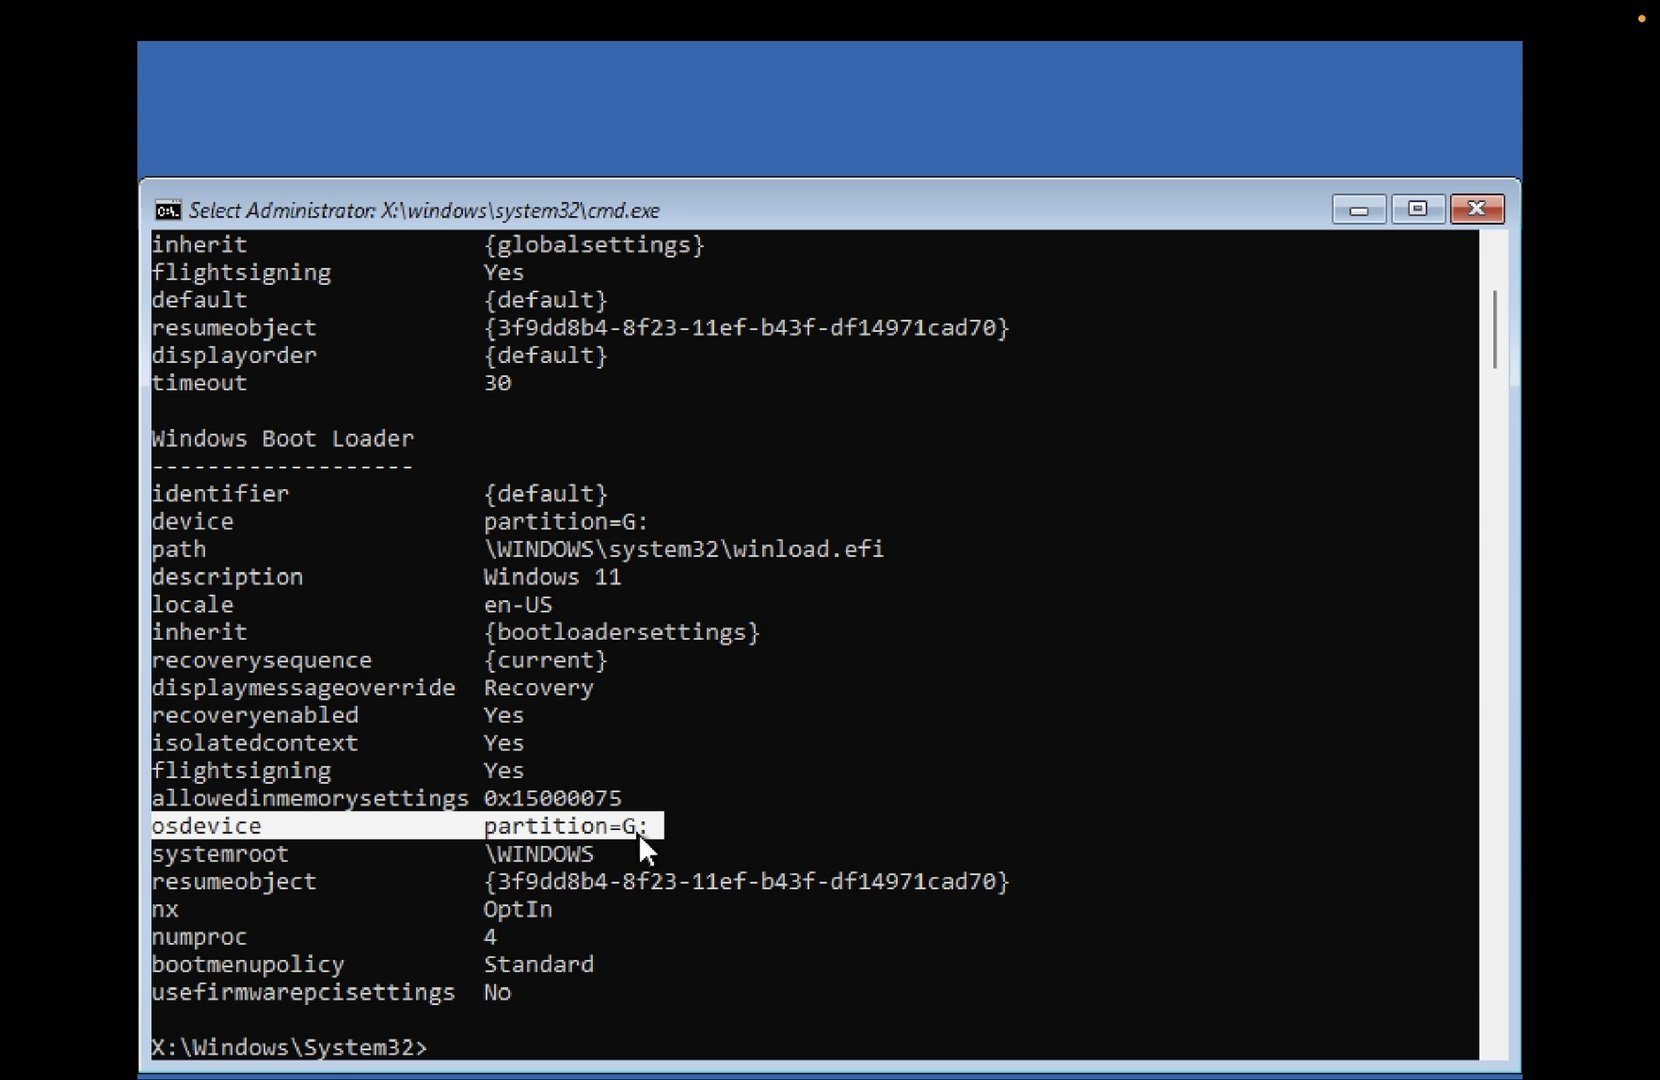 Select Administrator: X:\windows\system32\cmd.exe
inherit {globalsettings}
flightsigning Yes
default {default}
resumeobject {3f9dd8b4-8f23-11ef-b43f-df14971cad70}
displayorder {default}
timeout 30
Windows Boot Loader
-------------------
identifier {default}
device partition=G:
path \WINDOWS\system32\winload.efi
description Windows 11
locale en-US
inherit {bootloadersettings}
recoverysequence {current}
displaymessageoverride Recovery
recoveryenabled Yes
isolatedcontext Yes
flightsigning Yes
allowedinmemorysettings 0x15000075
osdevice partition=G:
systemroot \WINDOWS
resumeobject {3f9dd8b4-8f23-11ef-b43f-df14971cad70}
nx OptIn
numproc 4
bootmenupolicy Standard
usefirmwarepcisettings No
X:\Windows\System32>